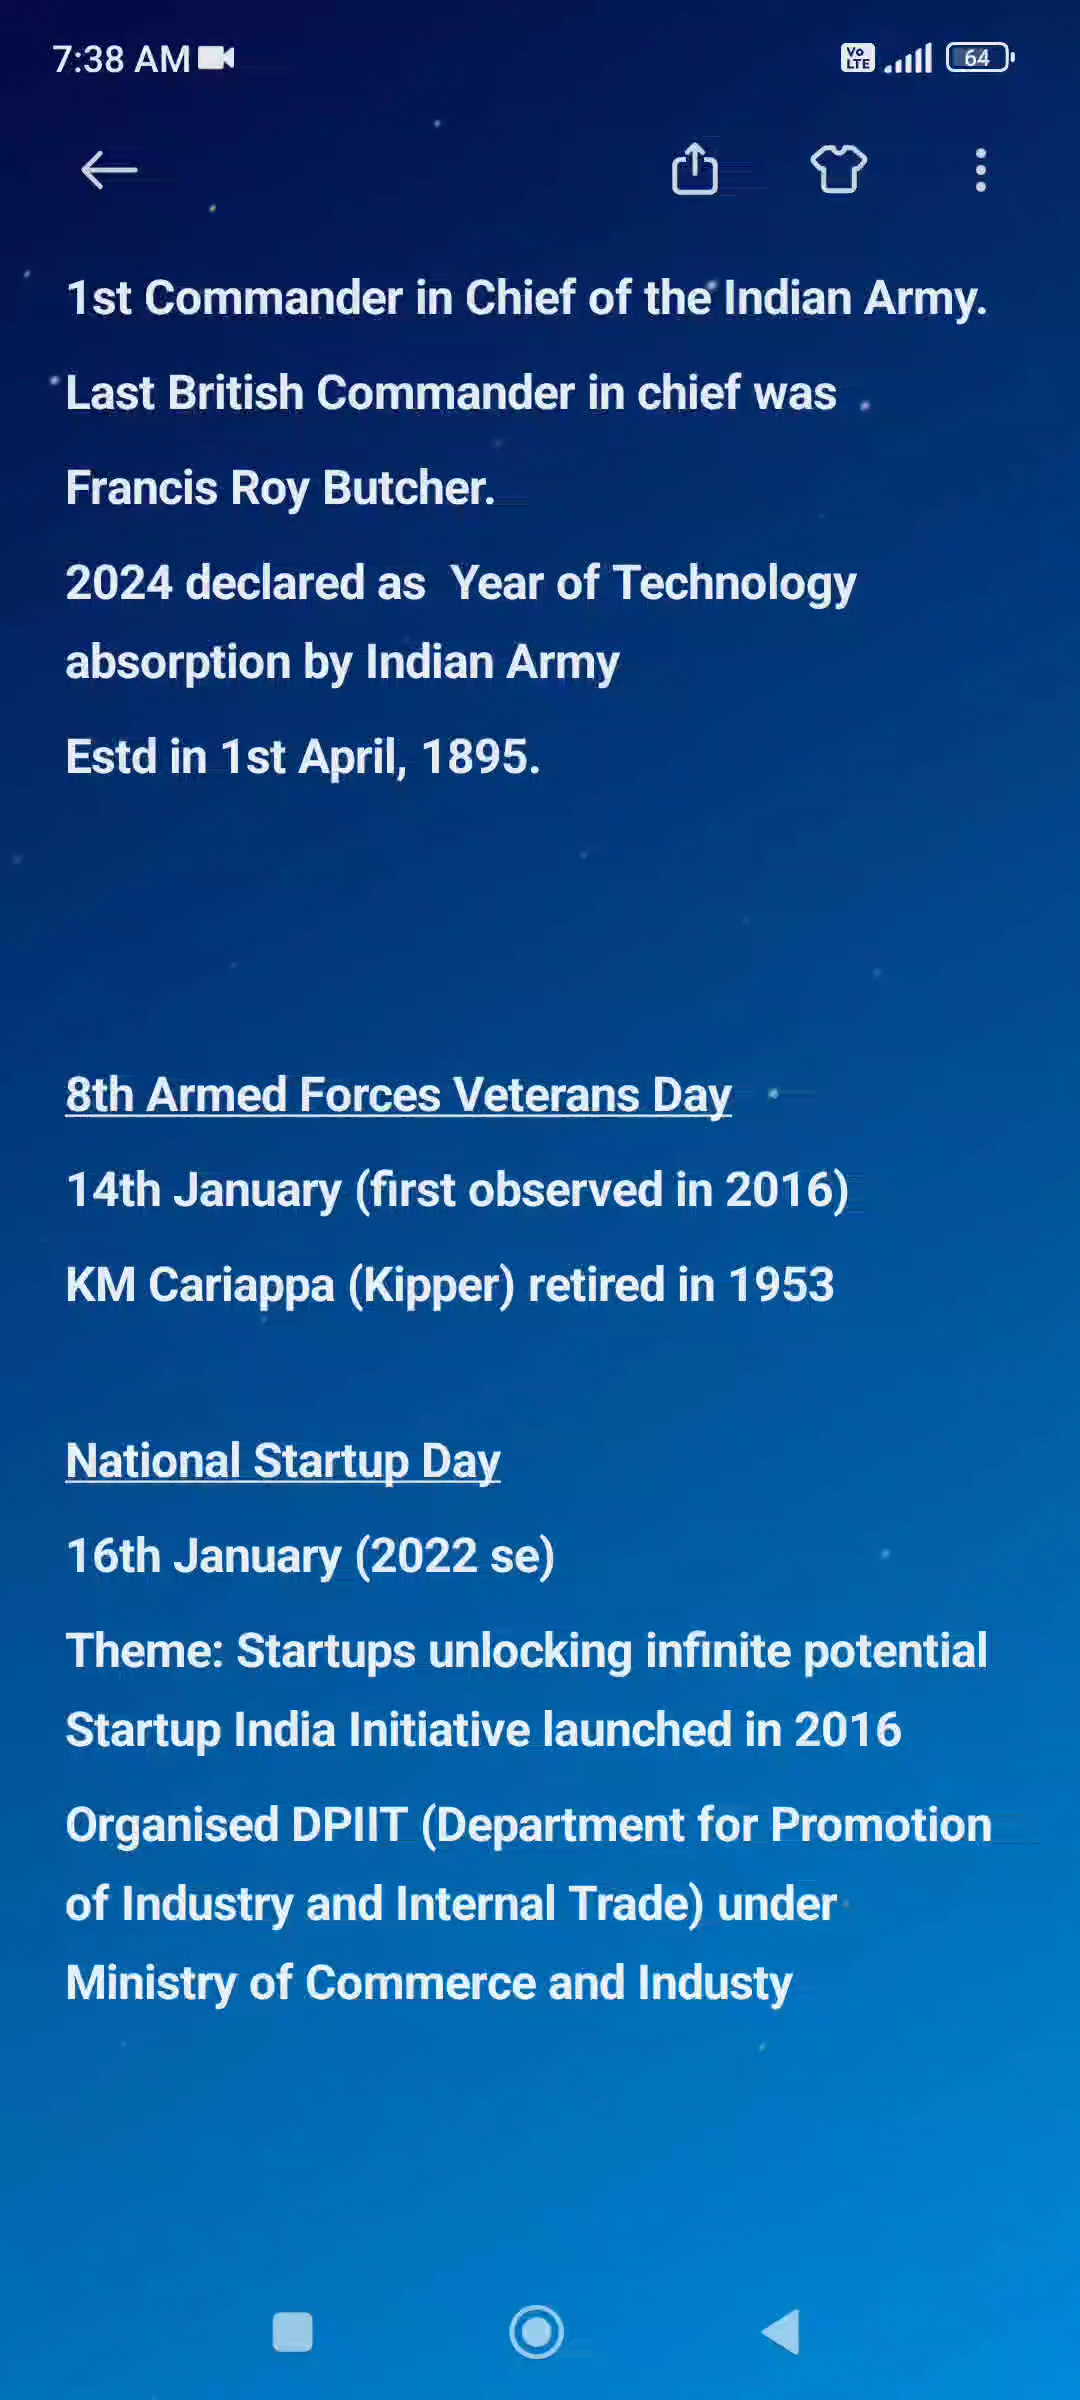 7:38 AM
Vo LTE
64
1st Commander in Chief of the Indian Army.
Last British Commander in chief was
Francis Roy Butcher.
2024 declared as  Year of Technology
absorption by Indian Army
Estd in 1st April, 1895.
8th Armed Forces Veterans Day
14th January (first observed in 2016)
KM Cariappa (Kipper) retired in 1953
National Startup Day
16th January (2022 se)
Theme: Startups unlocking infinite potential
Startup India Initiative launched in 2016
Organised DPIIT (Department for Promotion
of Industry and Internal Trade) under
Ministry of Commerce and Industy